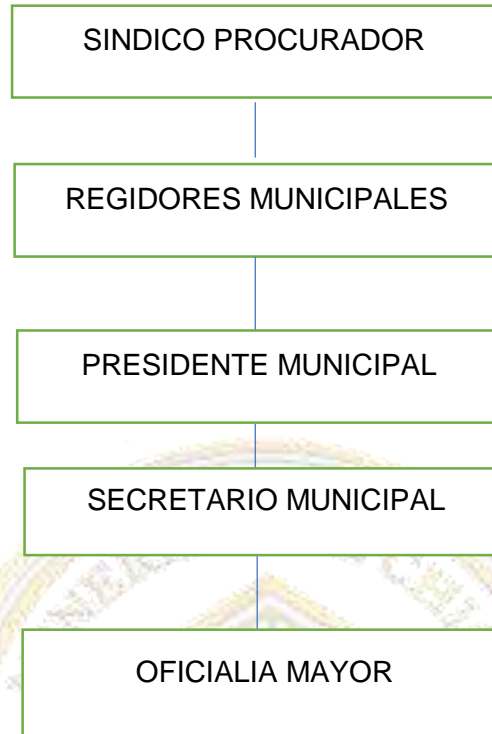 SINDICO PROCURADOR
REGIDORES MUNICIPALES
PRESIDENTE MUNICIPAL
SECRETARIO MUNICIPAL
OFICIALIA MAYOR